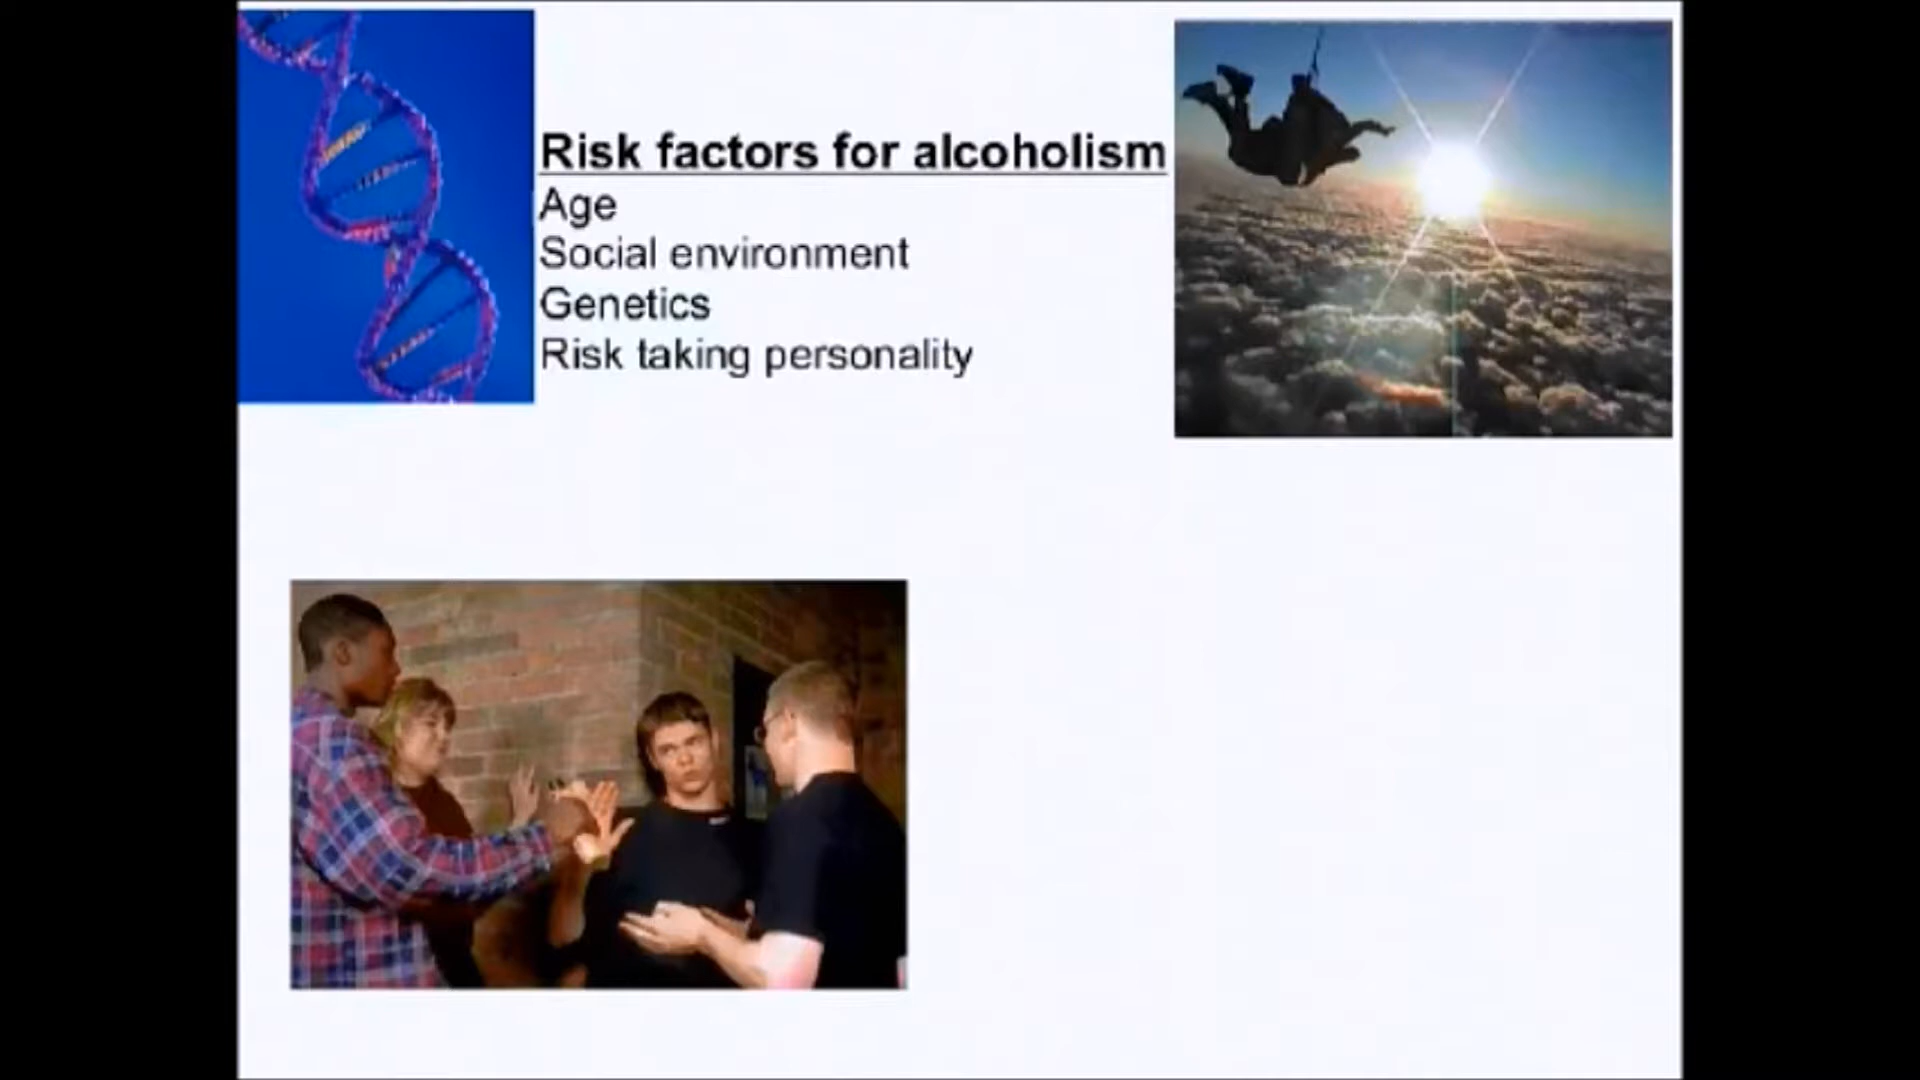 Risk factors for alcoholism
Age
Social environment
Genetics
Risk taking personality